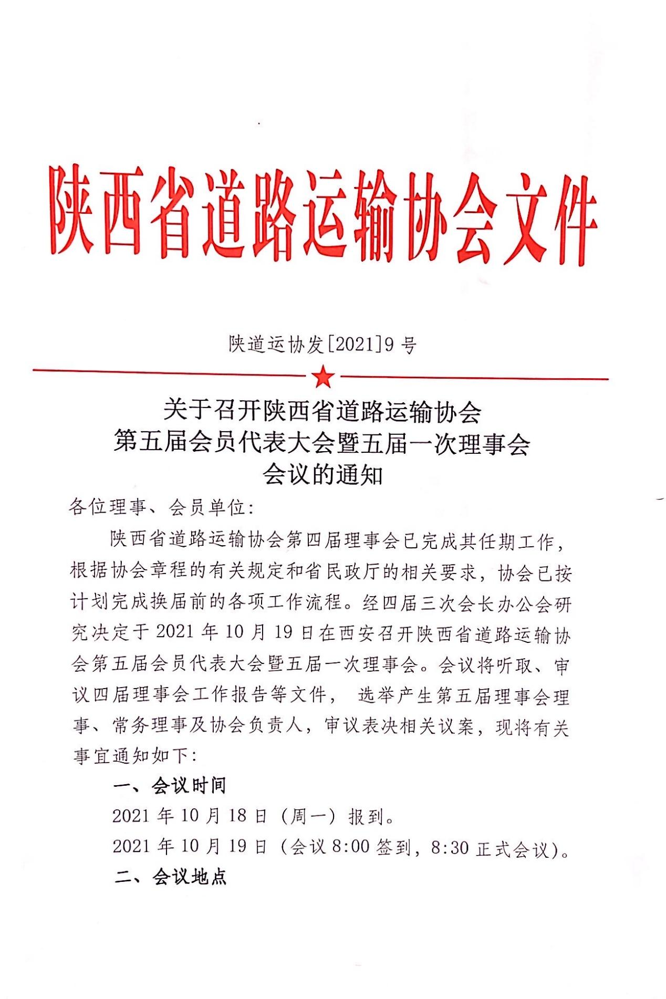 陕西省道路运输协会文件
陕道运协发[2021]9 号
关于召开陕西省道路运输协会
第五届会员代表大会暨五届一次理事会
会议的通知
各位理事、会员单位：
陕西省道路运输协会第四届理事会已完成其任期工作，
根据协会章程的有关规定和省民政厅的相关要求，协会已按
计划完成换届前的各项工作流程。经四届三次会长办公会研
究决定于 2021 年 10 月 19 日在西安召开陕西省道路运输协
会第五届会员代表大会暨五届一次理事会。会议将听取、审
议四届理事会工作报告等文件， 选举产生第五届理事会理
事、常务理事及协会负责人，审议表决相关议案，现将有关
事宜通知如下：
一、会议时间
2021 年 10 月 18 日（周一）报到。
2021 年 10 月 19 日（会议 8:00 签到，8:30 正式会议）。
二、会议地点